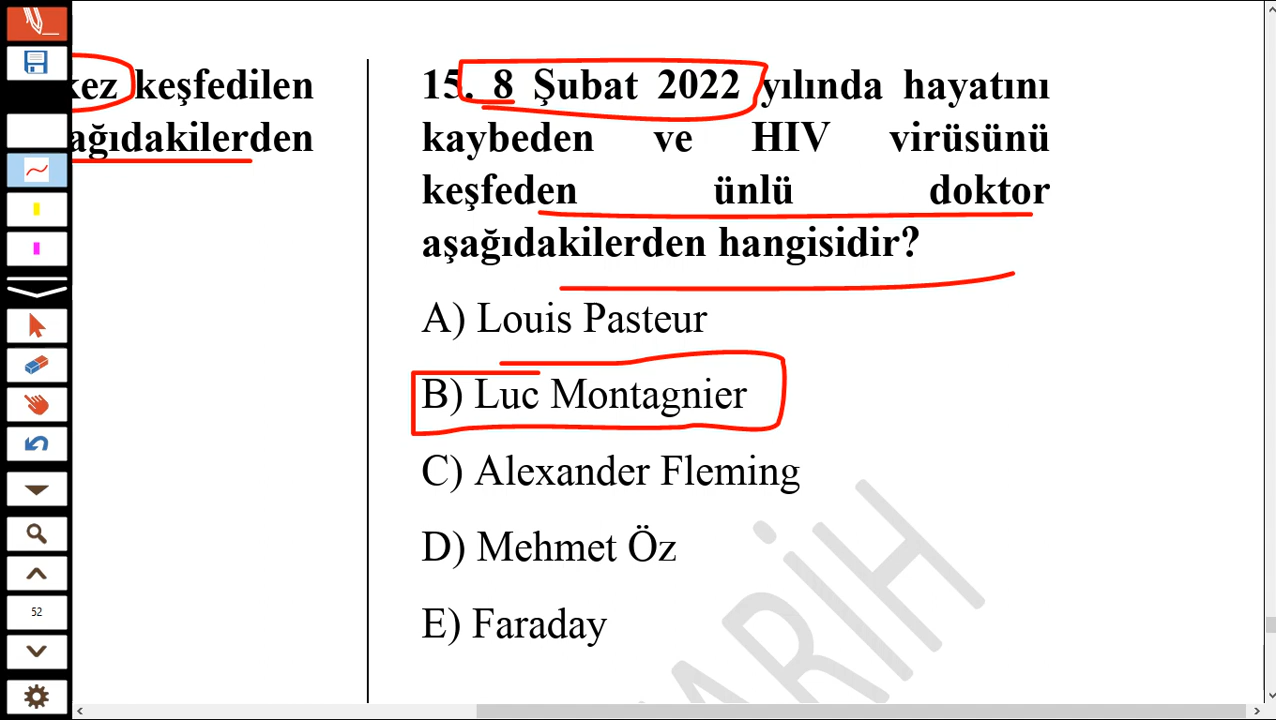 kez keşfedilen
ağıdakilerden
15. 8 Şubat 2022 yılında hayatını
kaybeden ve HIV virüsünü
keşfeden ünlü doktor
aşağıdakilerden hangisidir?
A) Louis Pasteur
B) Luc Montagnier
C) Alexander Fleming
D) Mehmet Öz
E) Faraday
52
ARİH